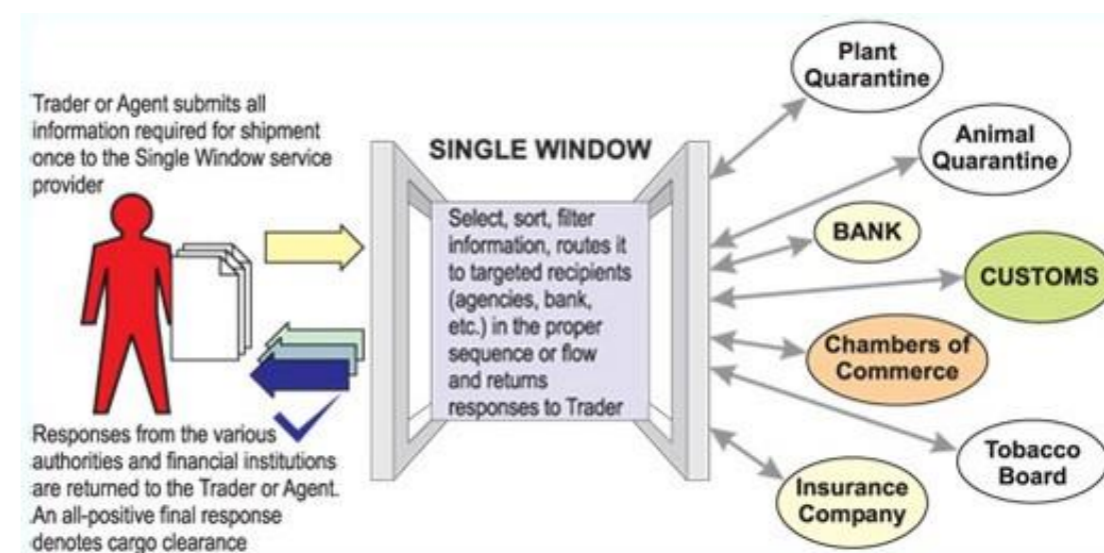 Trader or Agent submits all
information required for shipment
once to the Single Window service
provider
SINGLE WINDOW
Select, sort, filter
information, routes it
to targeted recipients
(agencies, bank,
etc.) in the proper
sequence or flow
and returns
responses to Trader
Responses from the various
authorities and financial institutions
are returned to the Trader or Agent.
An all-positive final response
denotes cargo clearance
Plant
Quarantine
Animal
Quarantine
BANK
CUSTOMS
Chambers of
Commerce
Tobacco
Board
Insurance
Company